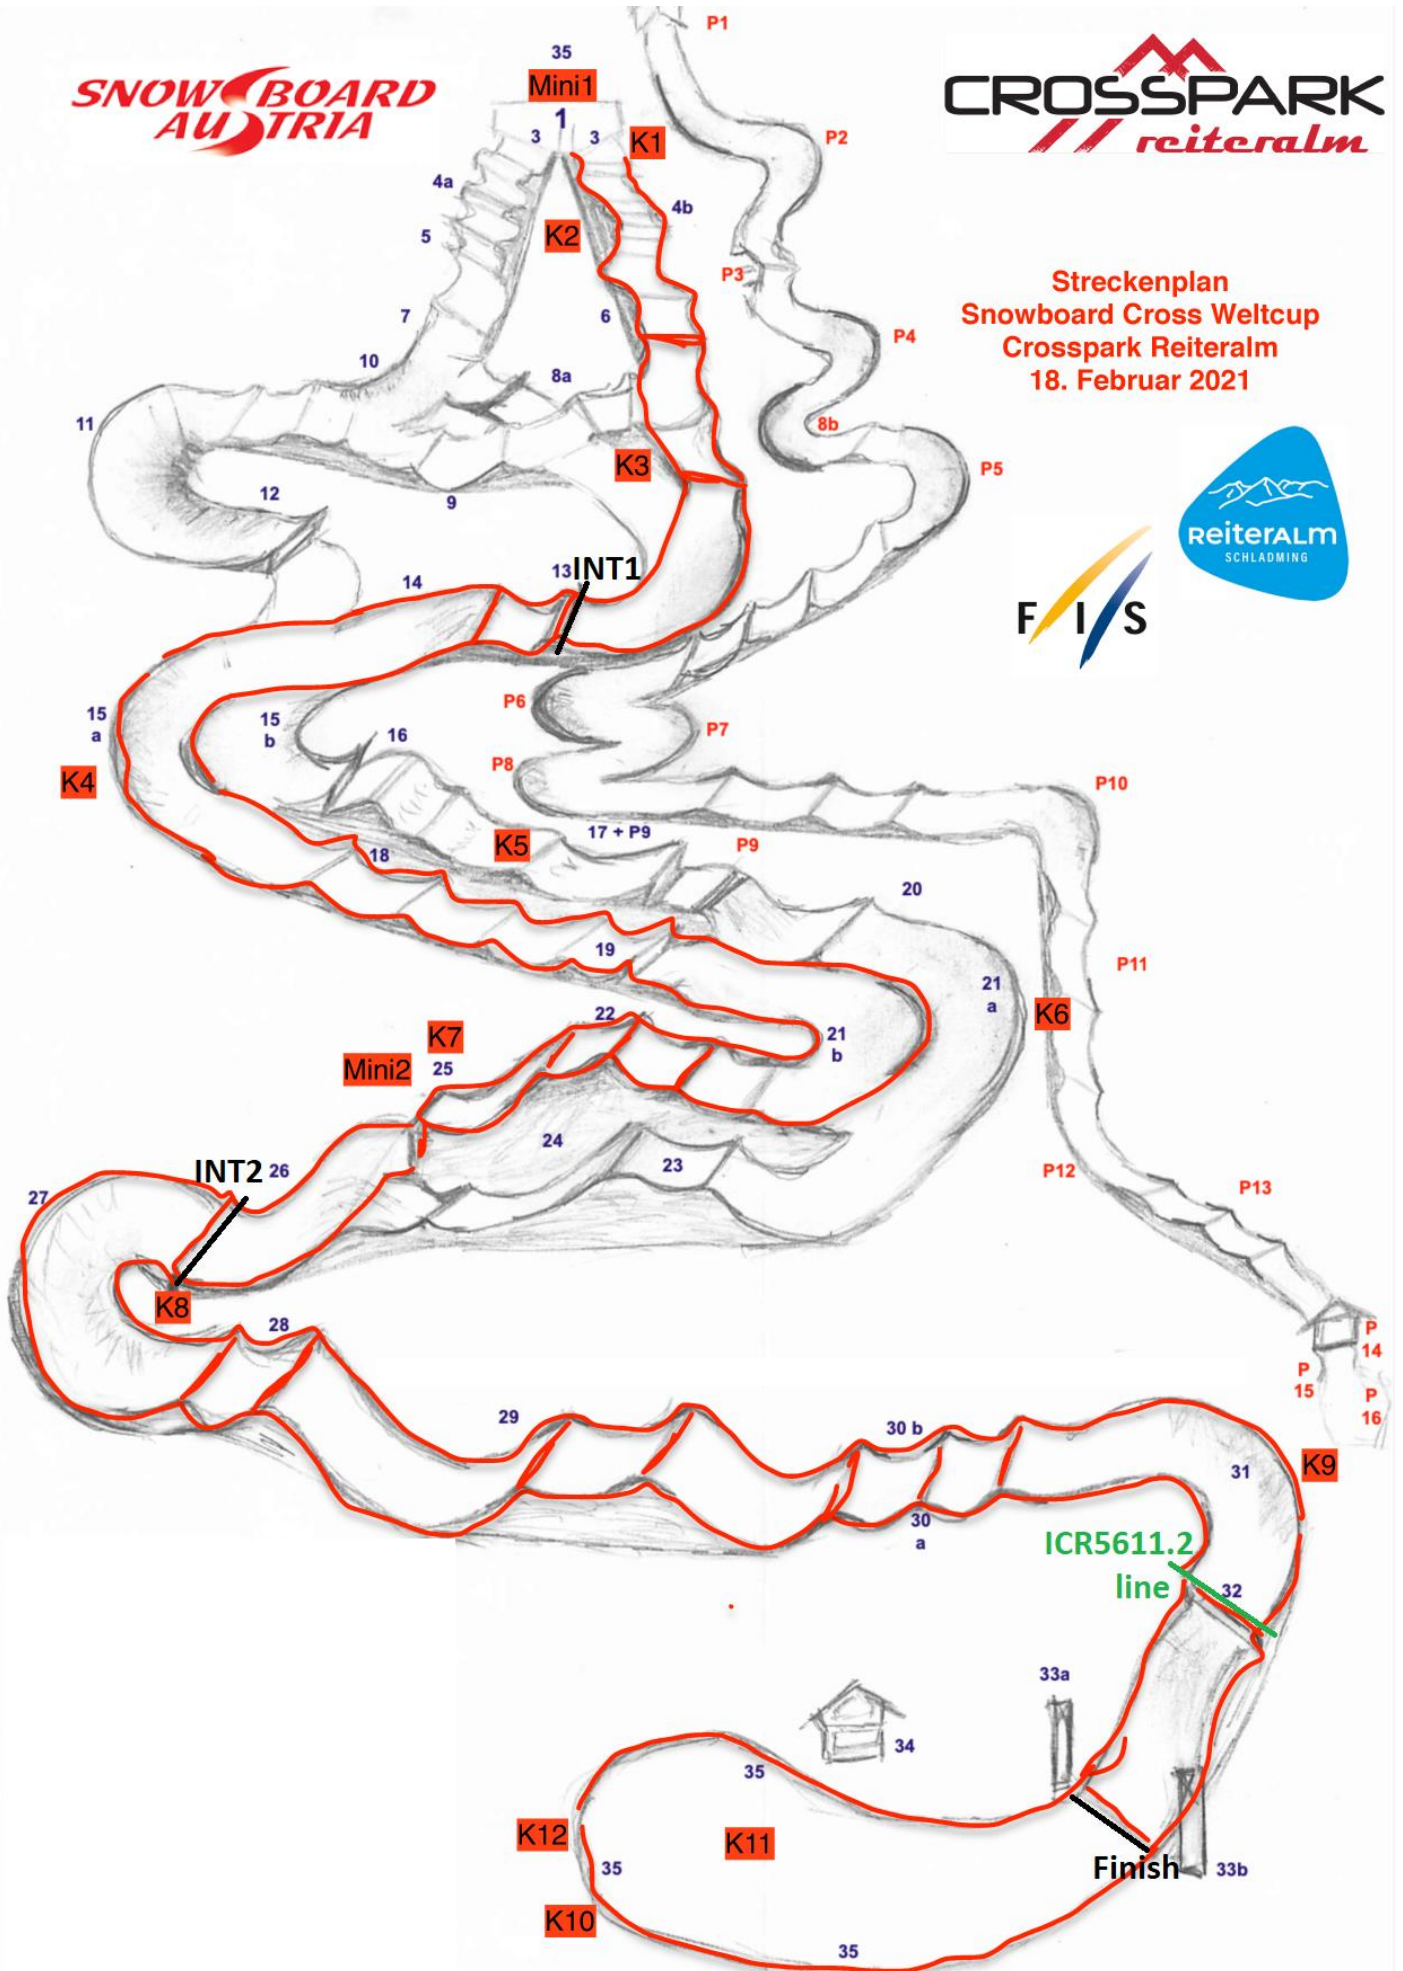 P1
35
Mini1
SNOWBOARD
AUSTRIA
CROSSPARK
reiteralm
1
3
3
K1
P2
4a
4b
5
K2
P3
Streckenplan
Snowboard Cross Weltcup
Crosspark Reiteralm
18. Februar 2021
7
6
P4
10
8a
11
8b
K3
P5
12
9
REITERALM
SCHLADMING
13
INT1
14
FIS
P6
15
a
15
b
16
P7
K4
P8
P10
17 + P9
K5
P9
18
20
19
P11
21
a
22
K6
21
b
K7
Mini2
25
24
23
P12
INT2
26
27
P13
K8
28
P
14
P
15
P
16
29
30 b
K9
31
30
a
ICR5611.2
line
32
33a
34
35
K12
K11
35
Finish
33b
K10
35